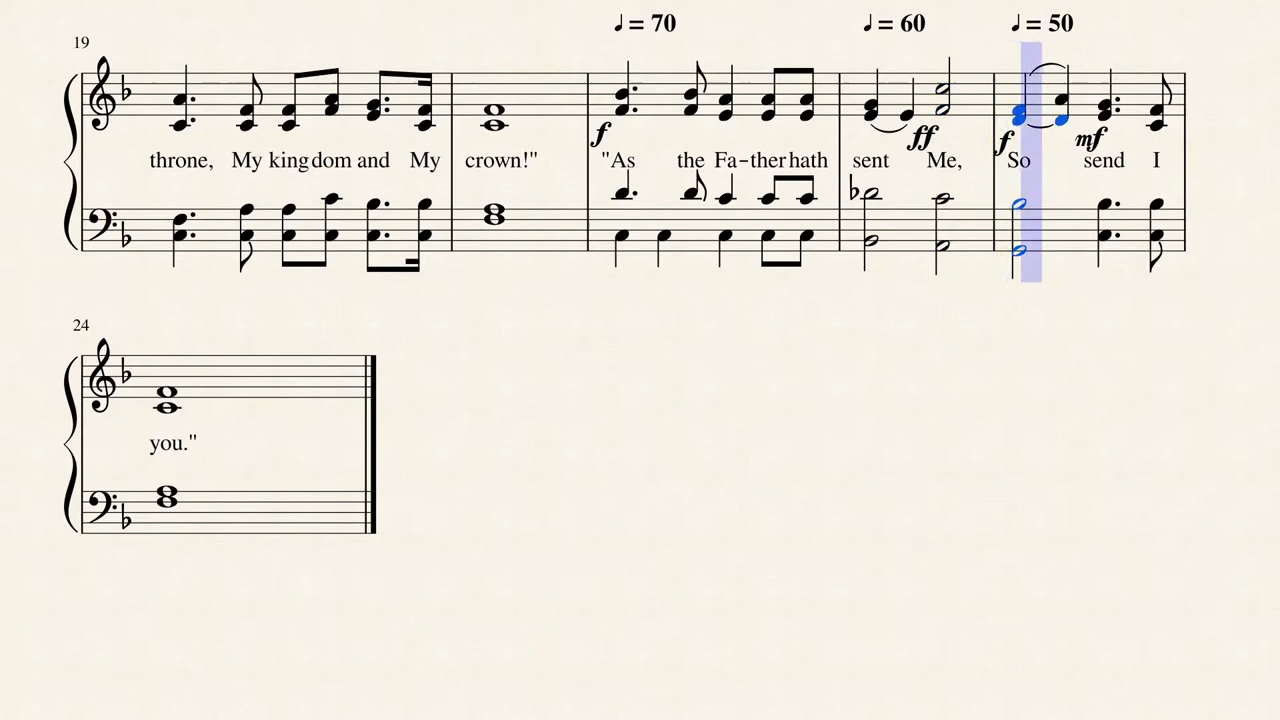 ♩ = 70 ♩ = 60 ♩ = 50
19
f ff f mf
throne, My king dom and My crown!" "As the Fa-ther hath sent Me, So send I
24
you."